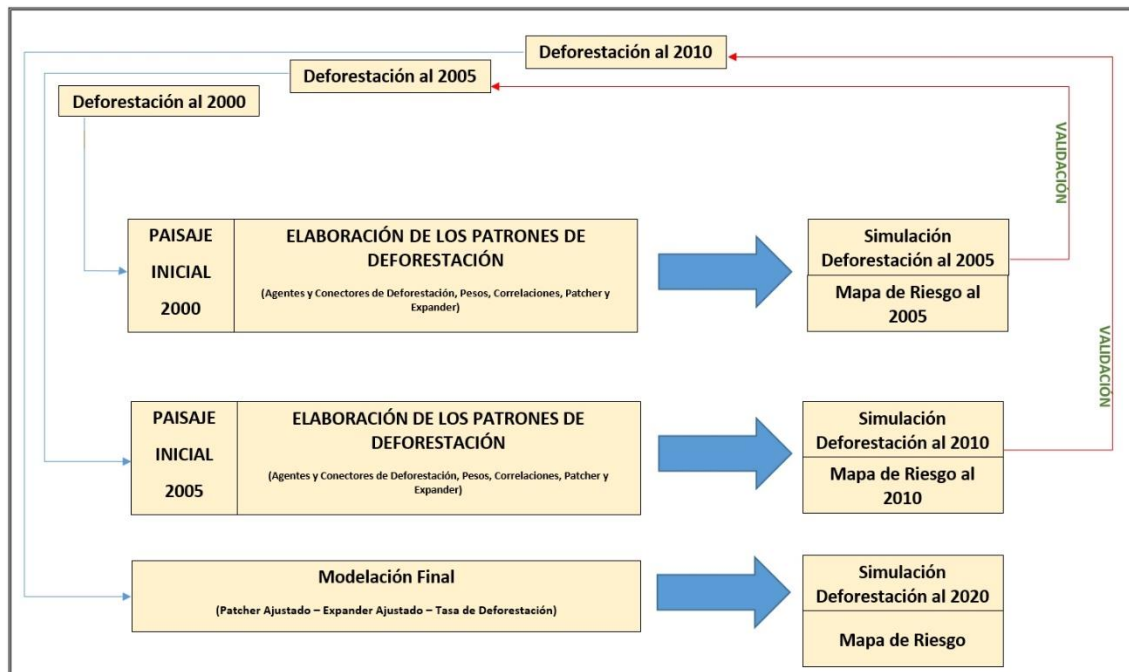 Deforestación al 2010
Deforestación al 2005
Deforestación al 2000
VALIDACIÓN
VALIDACIÓN
PAISAJE
INICIAL
2000
ELABORACIÓN DE LOS PATRONES DE
DEFORESTACIÓN
(Agentes y Conectores de Deforestación, Pesos, Correlaciones, Patcher y
Expander)
Simulación
Deforestación al 2005
Mapa de Riesgo al
2005
PAISAJE
INICIAL
2005
ELABORACIÓN DE LOS PATRONES DE
DEFORESTACIÓN
(Agentes y Conectores de Deforestación, Pesos, Correlaciones, Patcher y
Expander)
Simulación
Deforestación al 2010
Mapa de Riesgo al
2010
Modelación Final
(Patcher Ajustado – Expander Ajustado – Tasa de Deforestación)
Simulación
Deforestación al 2020
Mapa de Riesgo